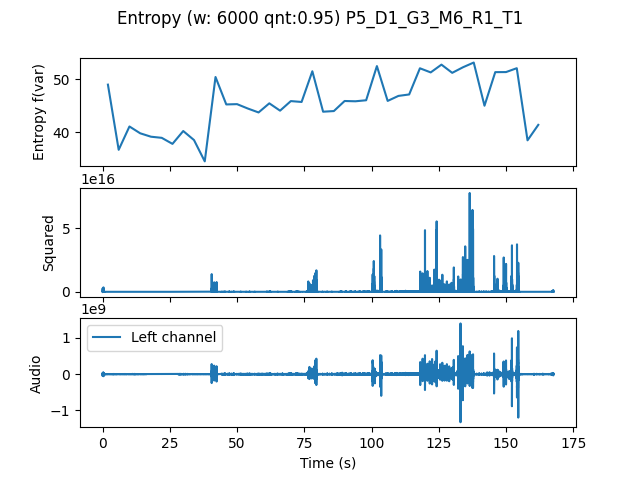 Entropy (w: 6000 qnt:0.95) P5_D1_G3_M6_R1_T1
Entropy f(var)
50
40
1e16
Squared
5
0
1e9
Audio
Left channel
1
0
−1
0 25 50 75 100 125 150 175
Time (s)